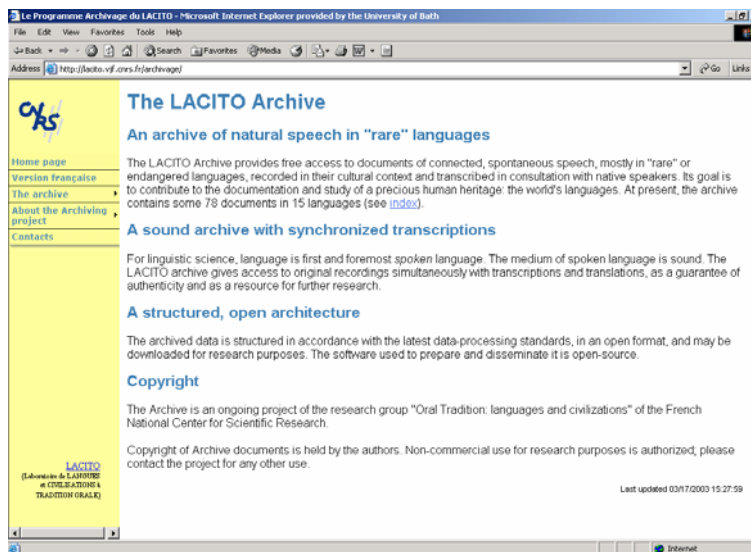 Le Programme Archivage du LACITO - Microsoft Internet Explorer provided by the University of Bath
File Edit View Favorites Tools Help
Back Search Favorites Media
Address http://lacito.vjf.cnrs.fr/archivage/ Go Links
CNRS
Home page
Version française
The archive
About the Archiving
project
Contacts
LACITO
(Laboratoire de LANGUES
et CIVILISATIONS à
TRADITION ORALE)
The LACITO Archive
An archive of natural speech in "rare" languages
The LACITO Archive provides free access to documents of connected, spontaneous speech, mostly in "rare" or
endangered languages, recorded in their cultural context and transcribed in consultation with native speakers. Its goal is
to contribute to the documentation and study of a precious human heritage: the world's languages. At present, the archive
contains some 78 documents in 15 languages (see index).
A sound archive with synchronized transcriptions
For linguistic science, language is first and foremost spoken language. The medium of spoken language is sound. The
LACITO archive gives access to original recordings simultaneously with transcriptions and translations, as a guarantee of
authenticity and as a resource for further research.
A structured, open architecture
The archived data is structured in accordance with the latest data-processing standards, in an open format, and may be
downloaded for research purposes. The software used to prepare and disseminate it is open-source.
Copyright
The Archive is an ongoing project of the research group "Oral Tradition: languages and civilizations" of the French
National Center for Scientific Research.
Copyright of Archive documents is held by the authors. Non-commercial use for research purposes is authorized; please
contact the project for any other use.
Last updated 03/17/2003 15:27:59
Internet